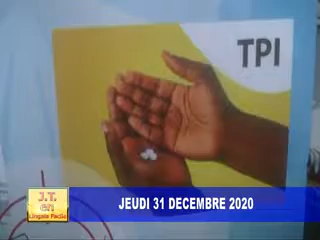 TPI
J.T.
en
Lingala Facile
JEUDI 31 DECEMBRE 2020